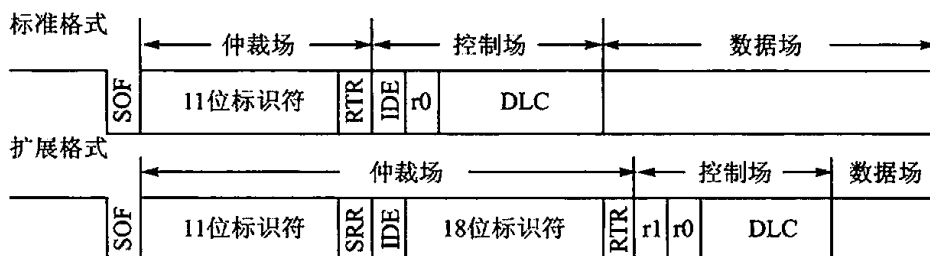 标准格式
仲裁场 控制场 数据场
SOF 11位标识符 RTR IDE r0 DLC
扩展格式
仲裁场 控制场 数据场
SOF 11位标识符 SRR IDE 18位标识符 RTR r1 r0 DLC